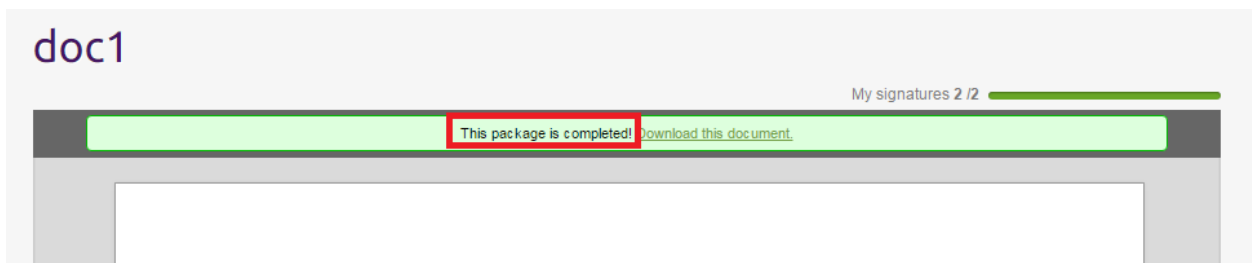 doc1
My signatures 2 /2
This package is completed! Download this document.